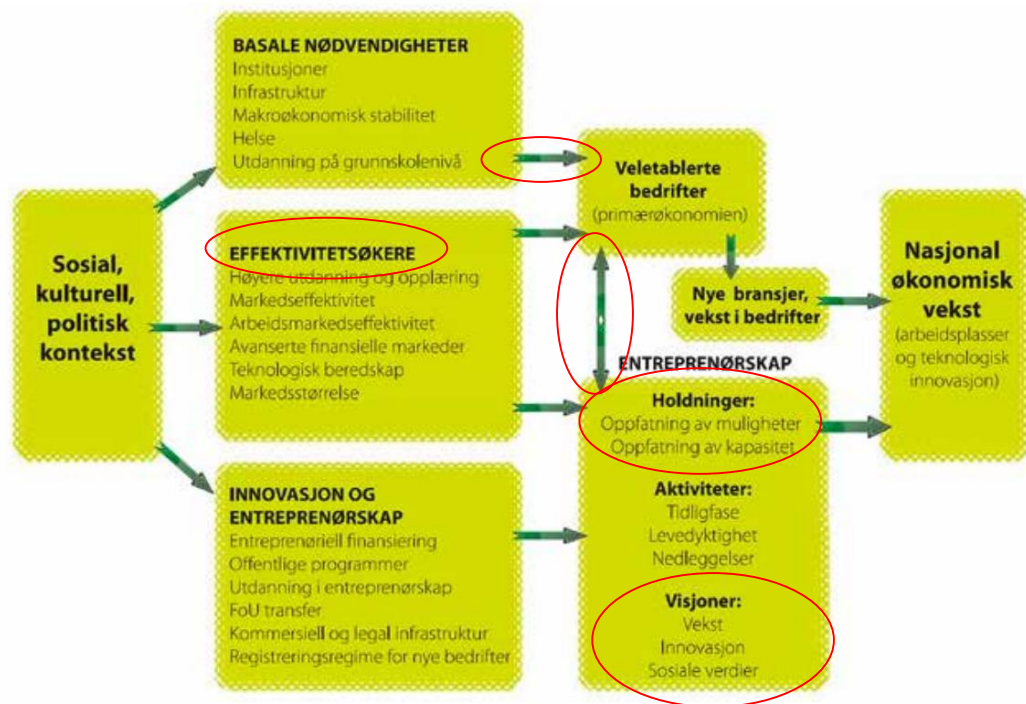 Sosial,
kulturell,
politisk
kontekst
BASALE NØDVENDIGHETER
Institusjoner
Infrastruktur
Makroøkonomisk stabilitet
Helse
Utdanning på grunnskolenivå
EFFEKTIVITETSØKERE
Høyere utdanning og opplæring
Markedseffektivitet
Arbeidsmarkedseffektivitet
Avanserte finansielle markeder
Teknologisk beredskap
Markedsstørrelse
INNOVASJON OG
ENTREPRENØRSKAP
Entreprenøriell finansiering
Offentlige programmer
Utdanning i entreprenørskap
FoU transfer
Kommersiell og legal infrastruktur
Registreringsregime for nye bedrifter
Veletablerte
bedrifter
(primærøkonomien)
Nye bransjer,
vekst i bedrifter
ENTREPRENØRSKAP
Holdninger:
Oppfatning av muligheter
Oppfatning av kapasitet
Aktiviteter:
Tidligfase
Levedyktighet
Nedleggelser
Visjoner:
Vekst
Innovasjon
Sosiale verdier
Nasjonal
økonomisk
vekst
(arbeidsplasser
og teknologisk
innovasjon)